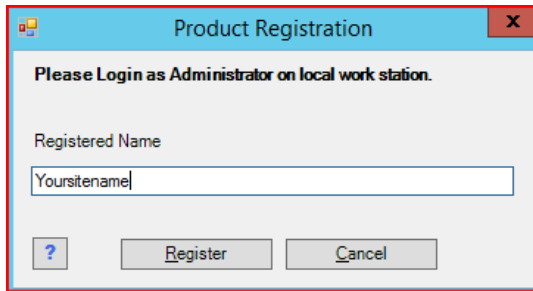 Product Registration
x
Please Login as Administrator on local work station.
Registered Name
Yoursitename
? Register Cancel